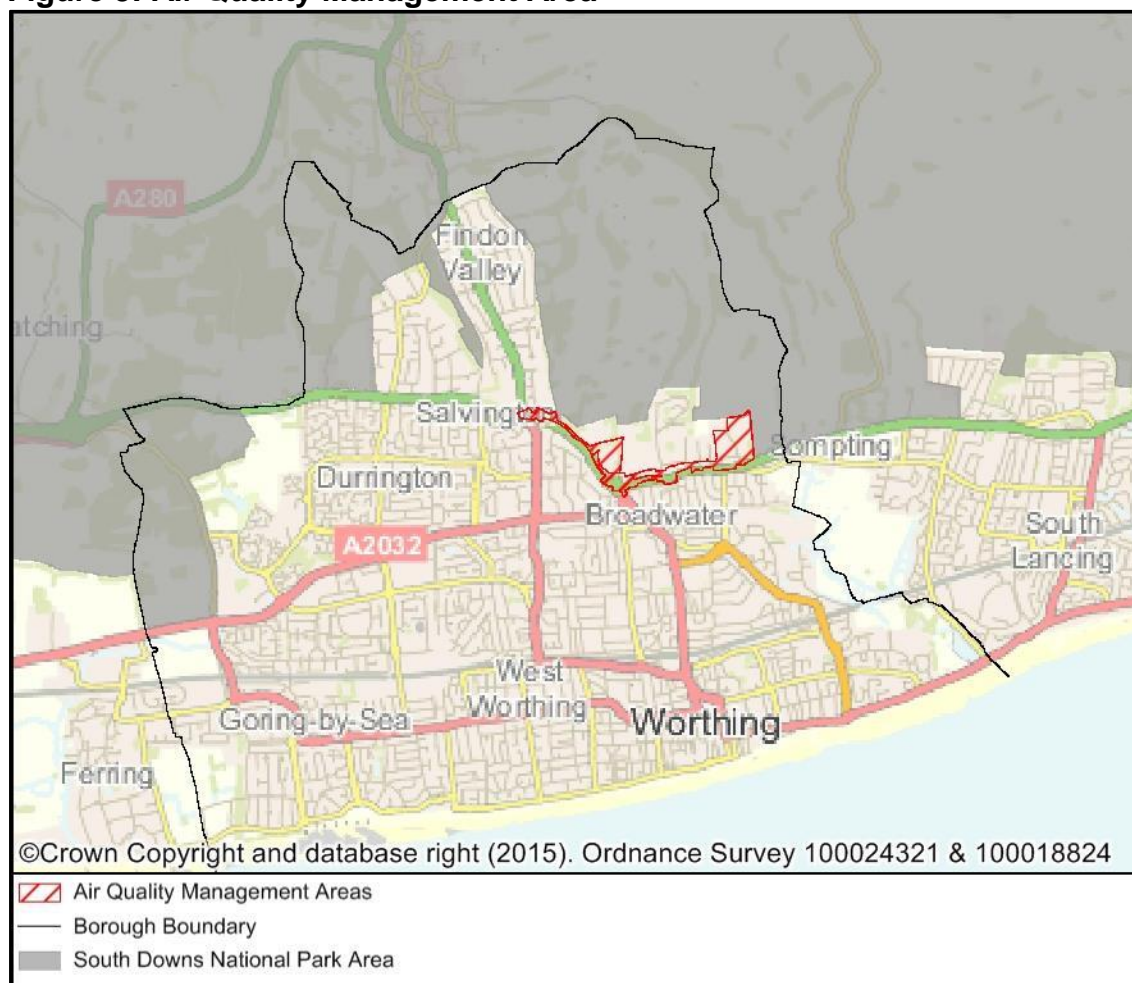 Figure 5: Air Quality Management Area
A280
Findon
Valley
atching
Salvingt
Sompting
Durrington
Broadwater
A2032
South
Lancing
West
Worthing
Goring-by-Sea
Worthing
Ferring
©Crown Copyright and database right (2015). Ordnance Survey 100024321 & 100018824
Air Quality Management Areas
Borough Boundary
South Downs National Park Area